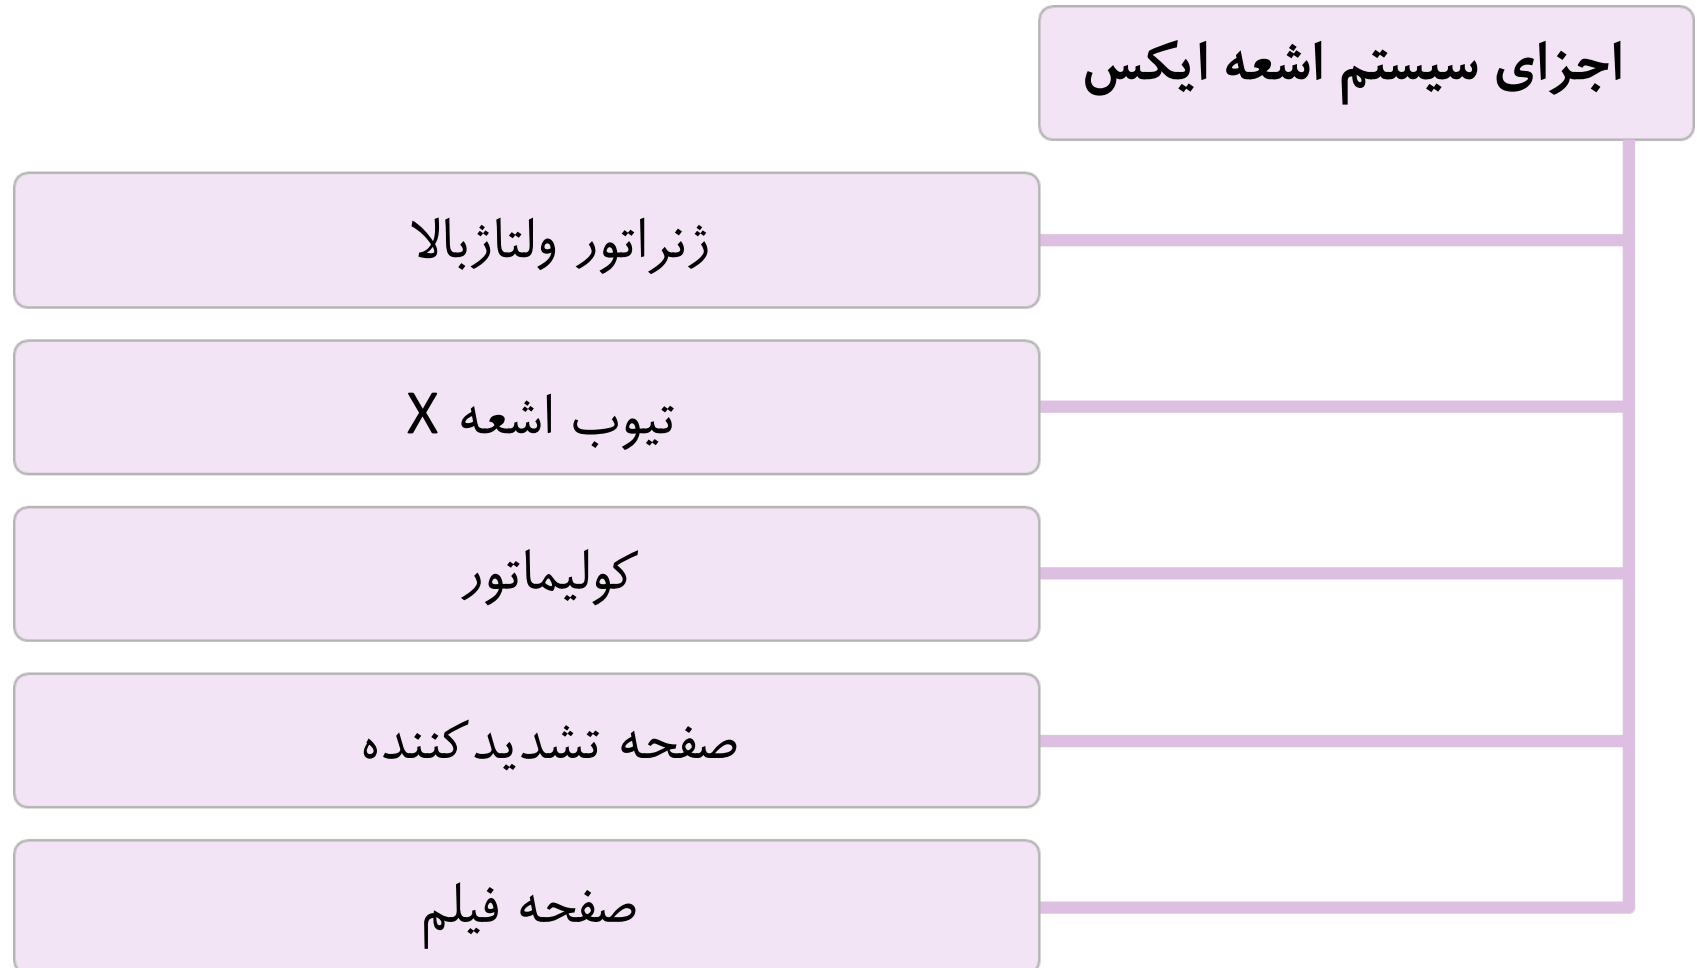 اجزای سیستم اشعه ایکس
ژنراتور ولتاژبالا
تیوب اشعه X
کولیماتور
صفحه تشدیدکننده
صفحه فیلم